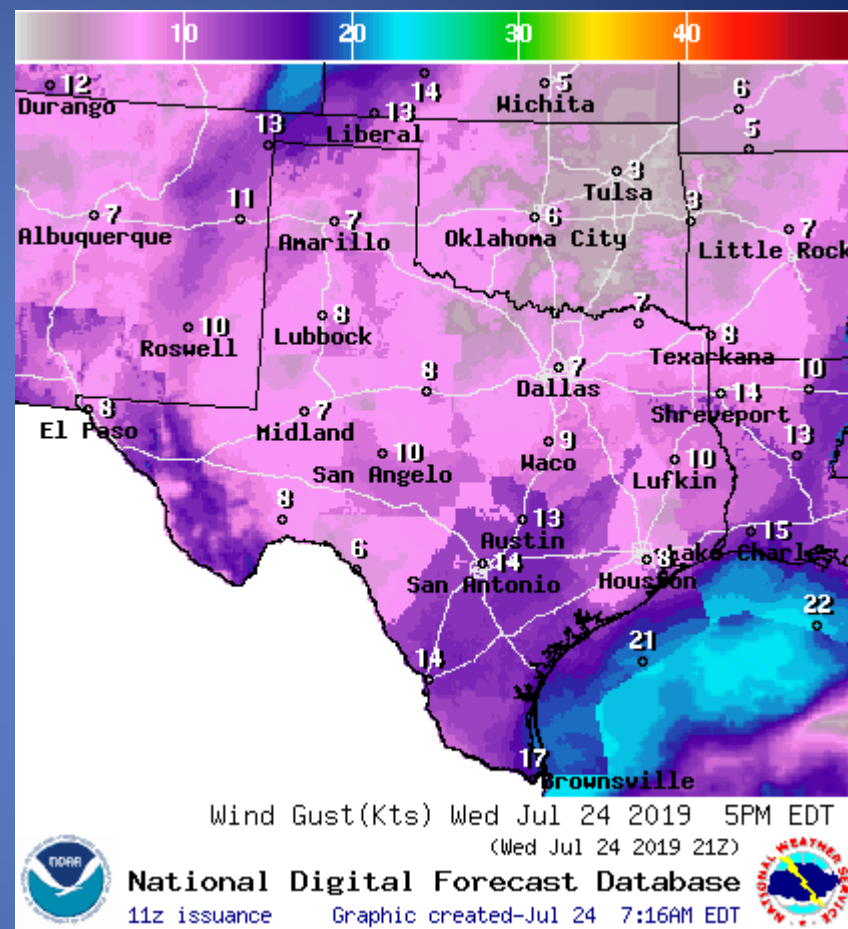 10 20 30 40
12
Durango
14
5
Wichita
6
13
Liberal
13
5
3
Tulsa
7
Albuquerque
11
7
Amarillo
6
Oklahoma City
3
7
Little Rock
10
Roswell
8
Lubbock
7
8
Texarkana
8
7
Dallas
14
Shreveport
10
8
El Paso
7
Midland
10
San Angelo
9
Waco
10
Lufkin
13
8
13
Austin
15
Lake Charles
6
14
San Antonio
8
Houston
22
21
14
17
Brownsville
Wind Gust(Kts) Wed Jul 24 2019 5PM EDT
(Wed Jul 24 2019 21Z)
NOAA
National Digital Forecast Database
NATIONAL WEATHER SERVICE
11z issuance Graphic created-Jul 24 7:16AM EDT